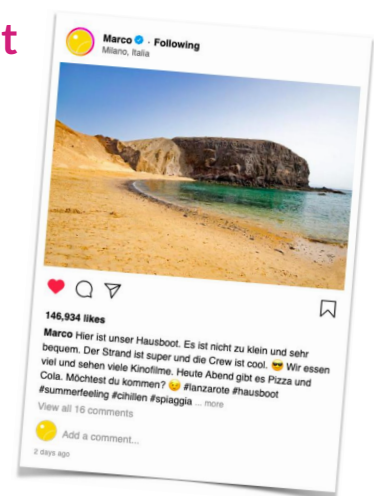 t
Marco · Following
Milano, Italia
146,934 likes
Marco Hier ist unser Hausboot. Es ist nicht zu klein und sehr
bequem. Der Strand ist super und die Crew ist cool. 😎 Wir essen
viel und sehen viele Kinofilme. Heute Abend gibt es Pizza und
Cola. Möchtest du kommen? 😉 #lanzarote #hausboot
#summerfeeling #cihillen #spiaggia ... more
View all 16 comments
Add a comment...
2 days ago